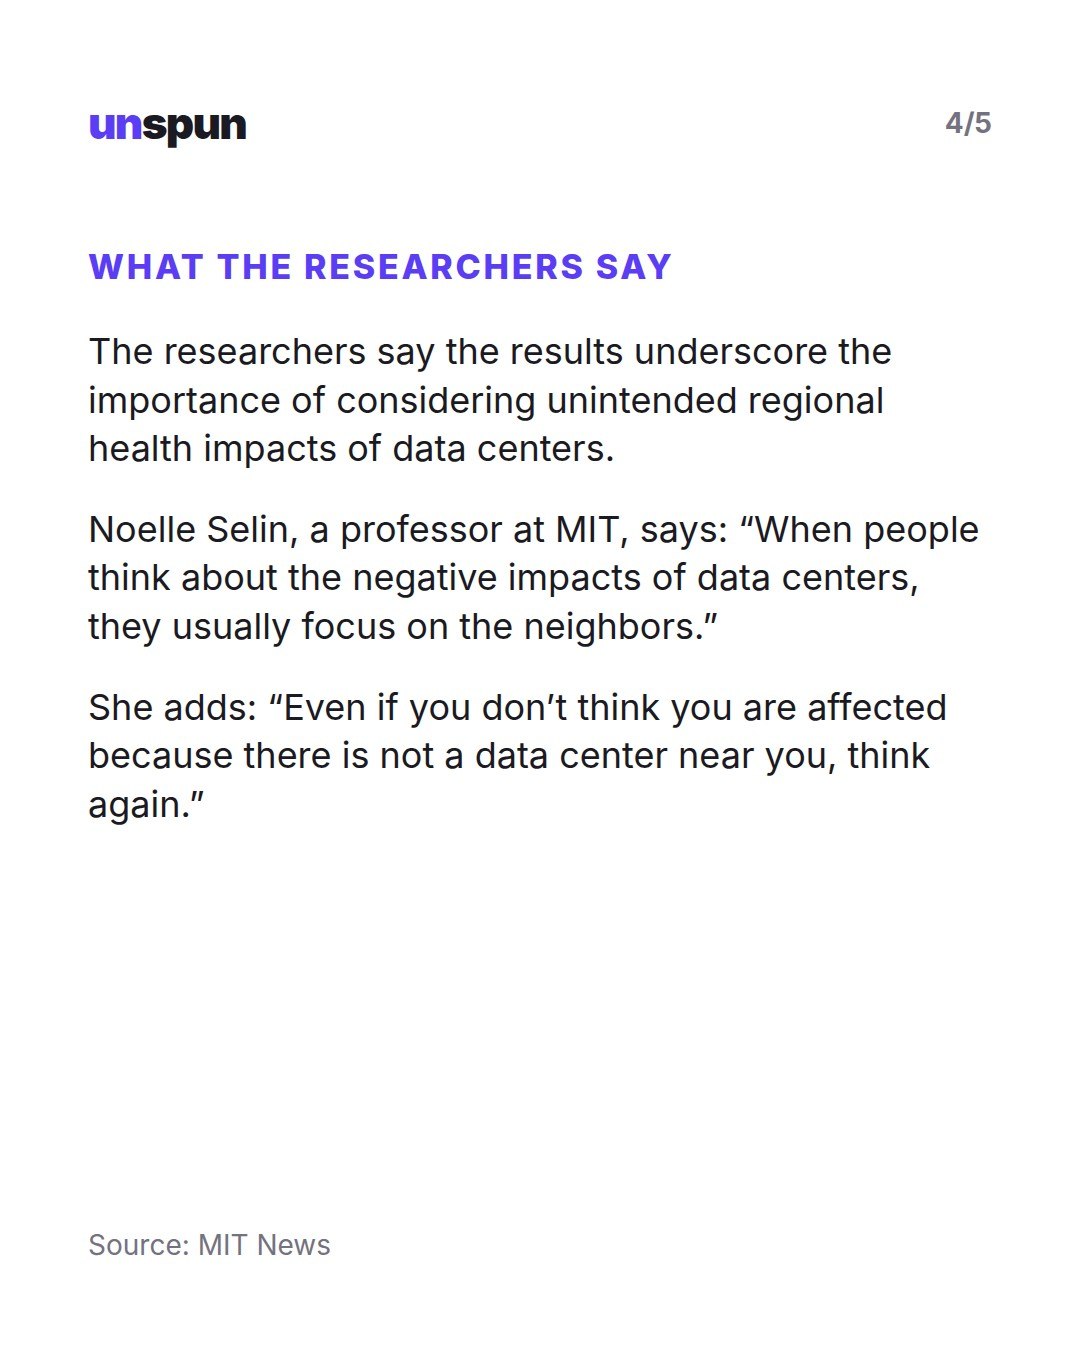 unspun
4/5
WHAT THE RESEARCHERS SAY
The researchers say the results underscore the
importance of considering unintended regional
health impacts of data centers.
Noelle Selin, a professor at MIT, says: “When people
think about the negative impacts of data centers,
they usually focus on the neighbors.”
She adds: “Even if you don’t think you are affected
because there is not a data center near you, think
again.”
Source: MIT News